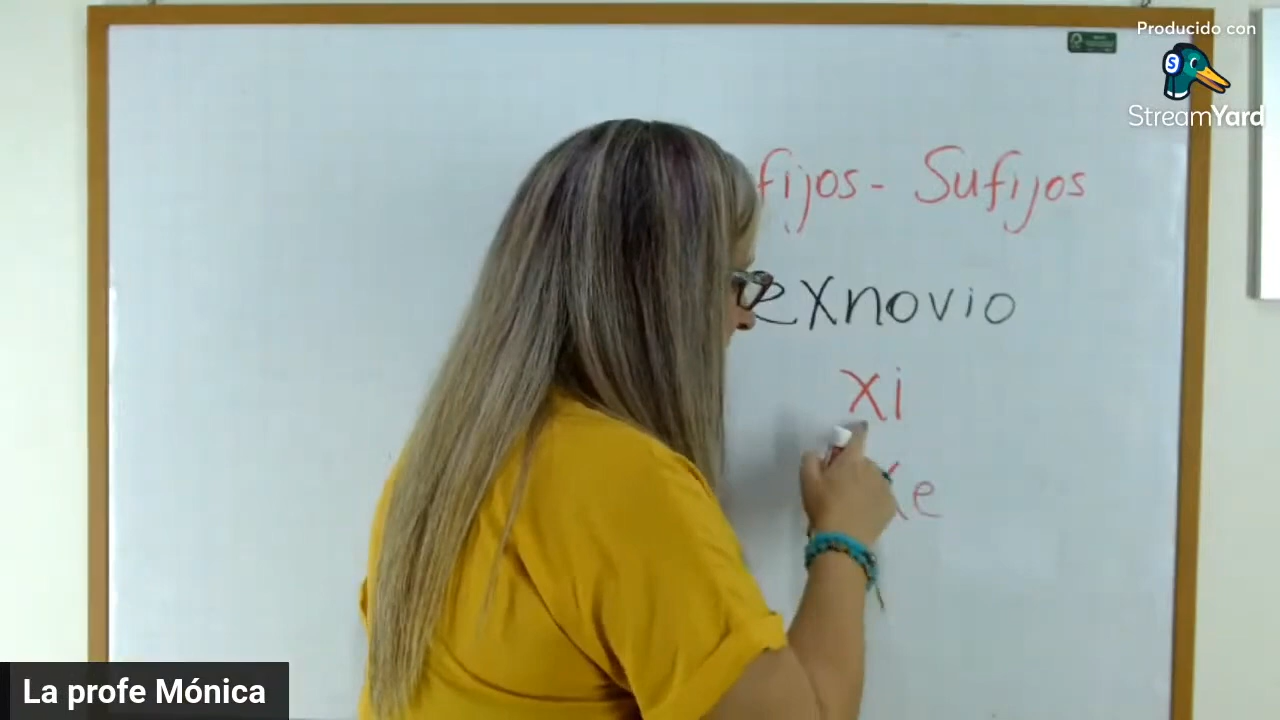 Producido con
StreamYard
fijos - Sufijos
exnovio
xi
xe
La profe Mónica